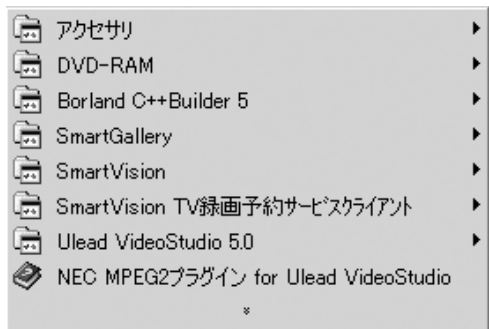 アクセサリ
DVD-RAM
Borland C++Builder 5
SmartGallery
SmartVision
SmartVision TV録画予約サービスクライアント
Ulead VideoStudio 5.0
NEC MPEG2プラグイン for Ulead VideoStudio